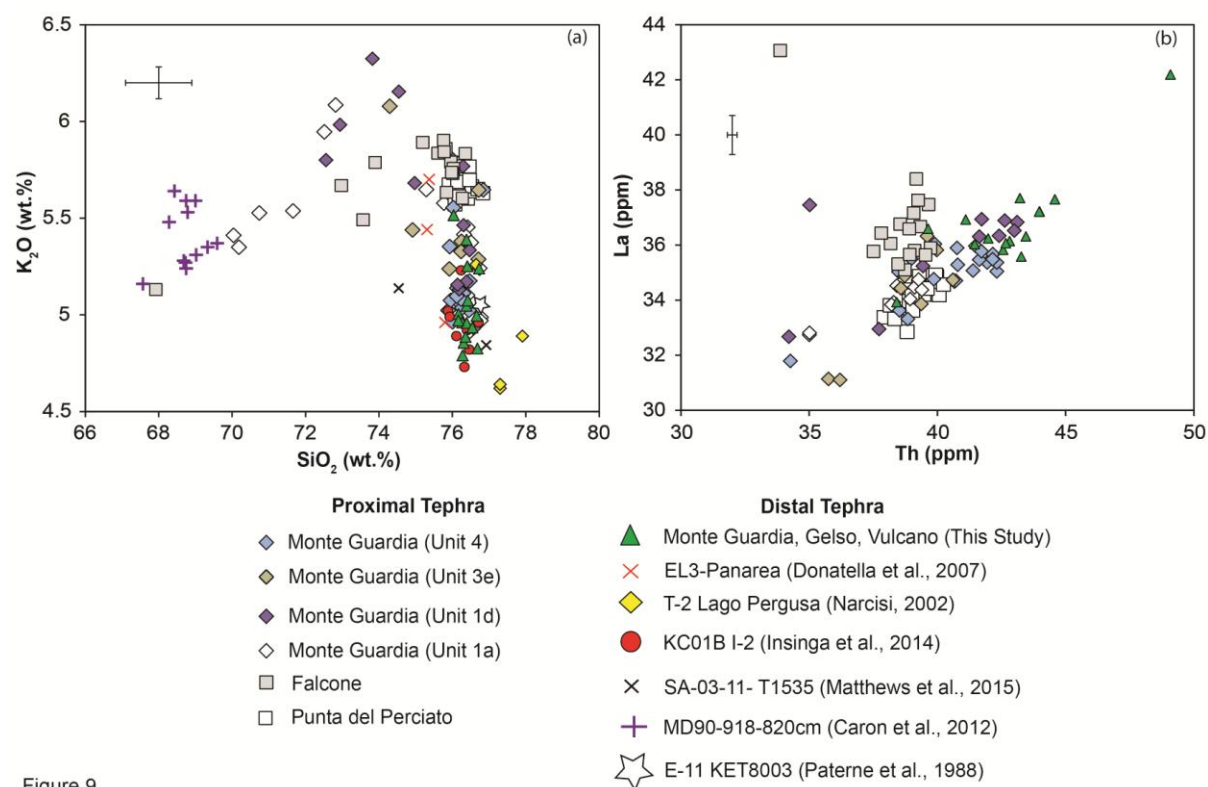 6.5
6
5.5
5
4.5
K2O (wt.%)
66 68 70 72 74 76 78 80
SiO2 (wt.%)
(a)
44
42
40
38
36
34
32
30
La (ppm)
30 35 40 45 50
Th (ppm)
(b)
Proximal Tephra
Monte Guardia (Unit 4)
Monte Guardia (Unit 3e)
Monte Guardia (Unit 1d)
Monte Guardia (Unit 1a)
Falcone
Punta del Perciato
Distal Tephra
Monte Guardia, Gelso, Vulcano (This Study)
EL3-Panarea (Donatella et al., 2007)
T-2 Lago Pergusa (Narcisi, 2002)
KC01B I-2 (Insinga et al., 2014)
SA-03-11- T1535 (Matthews et al., 2015)
MD90-918-820cm (Caron et al., 2012)
E-11 KET8003 (Paterne et al., 1988)
Figure 9